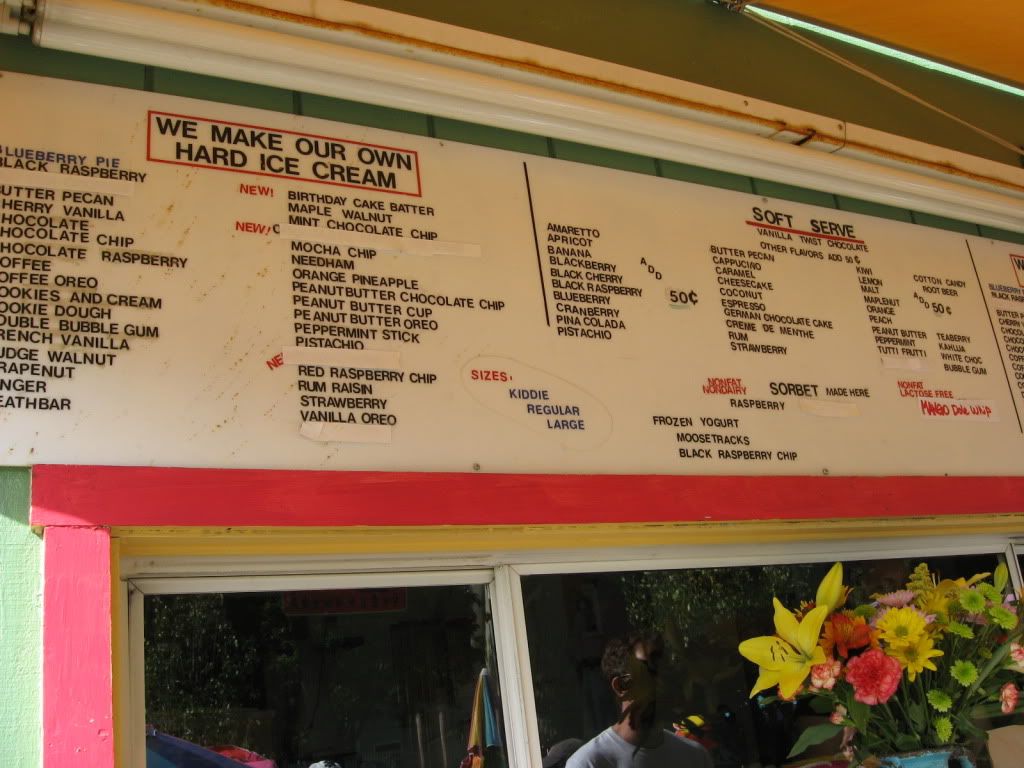 WE MAKE OUR OWN
HARD ICE CREAM
BLUEBERRY PIE
BLACK RASPBERRY
BUTTER PECAN
CHERRY VANILLA
CHOCOLATE
CHOCOLATE CHIP
CHOCOLATE RASPBERRY
COFFEE
COFFEE OREO
COOKIES AND CREAM
COOKIE DOUGH
DOUBLE BUBBLE GUM
FRENCH VANILLA
FUDGE WALNUT
GRAPENUT
GINGER
HEATHBAR
NEW! BIRTHDAY CAKE BATTER
MAPLE WALNUT
NEW! MINT CHOCOLATE CHIP
MOCHA CHIP
NEEDHAM
ORANGE PINEAPPLE
PEANUTBUTTER CHOCOLATE CHIP
PEANUT BUTTER CUP
PEANUT BUTTER OREO
PEPPERMINT STICK
PISTACHIO
RED RASPBERRY CHIP
RUM RAISIN
STRAWBERRY
VANILLA OREO
SIZES,
KIDDIE
REGULAR
LARGE
AMARETTO
APRICOT
BANANA
BLACKBERRY
BLACK CHERRY
BLACK RASPBERRY
BLUEBERRY
CRANBERRY
PINA COLADA
PISTACHIO
ADD 50¢
SOFT SERVE
VANILLA TWIST CHOCOLATE
OTHER FLAVORS ADD 50¢
BUTTER PECAN
CAPPUCINO
CARAMEL
CHEESECAKE
COCONUT
ESPRESSO
GERMAN CHOCOLATE CAKE
CREME DE MENTHE
RUM
STRAWBERRY
KIWI
LEMON
MALT
MAPLENUT
ORANGE
PEACH
PEANUT BUTTER
PEPPERMINT
TUTTI FRUTTI
COTTON CANDY
ROOT BEER
ADD 50¢
TEABERRY
KAHLUA
WHITE CHOC
BUBBLE GUM
NONFAT
NONDAIRY
SORBET MADE HERE
RASPBERRY
NONFAT
LACTOSE FREE
MANGO Dole Whip
FROZEN YOGURT
MOOSETRACKS
BLACK RASPBERRY CHIP